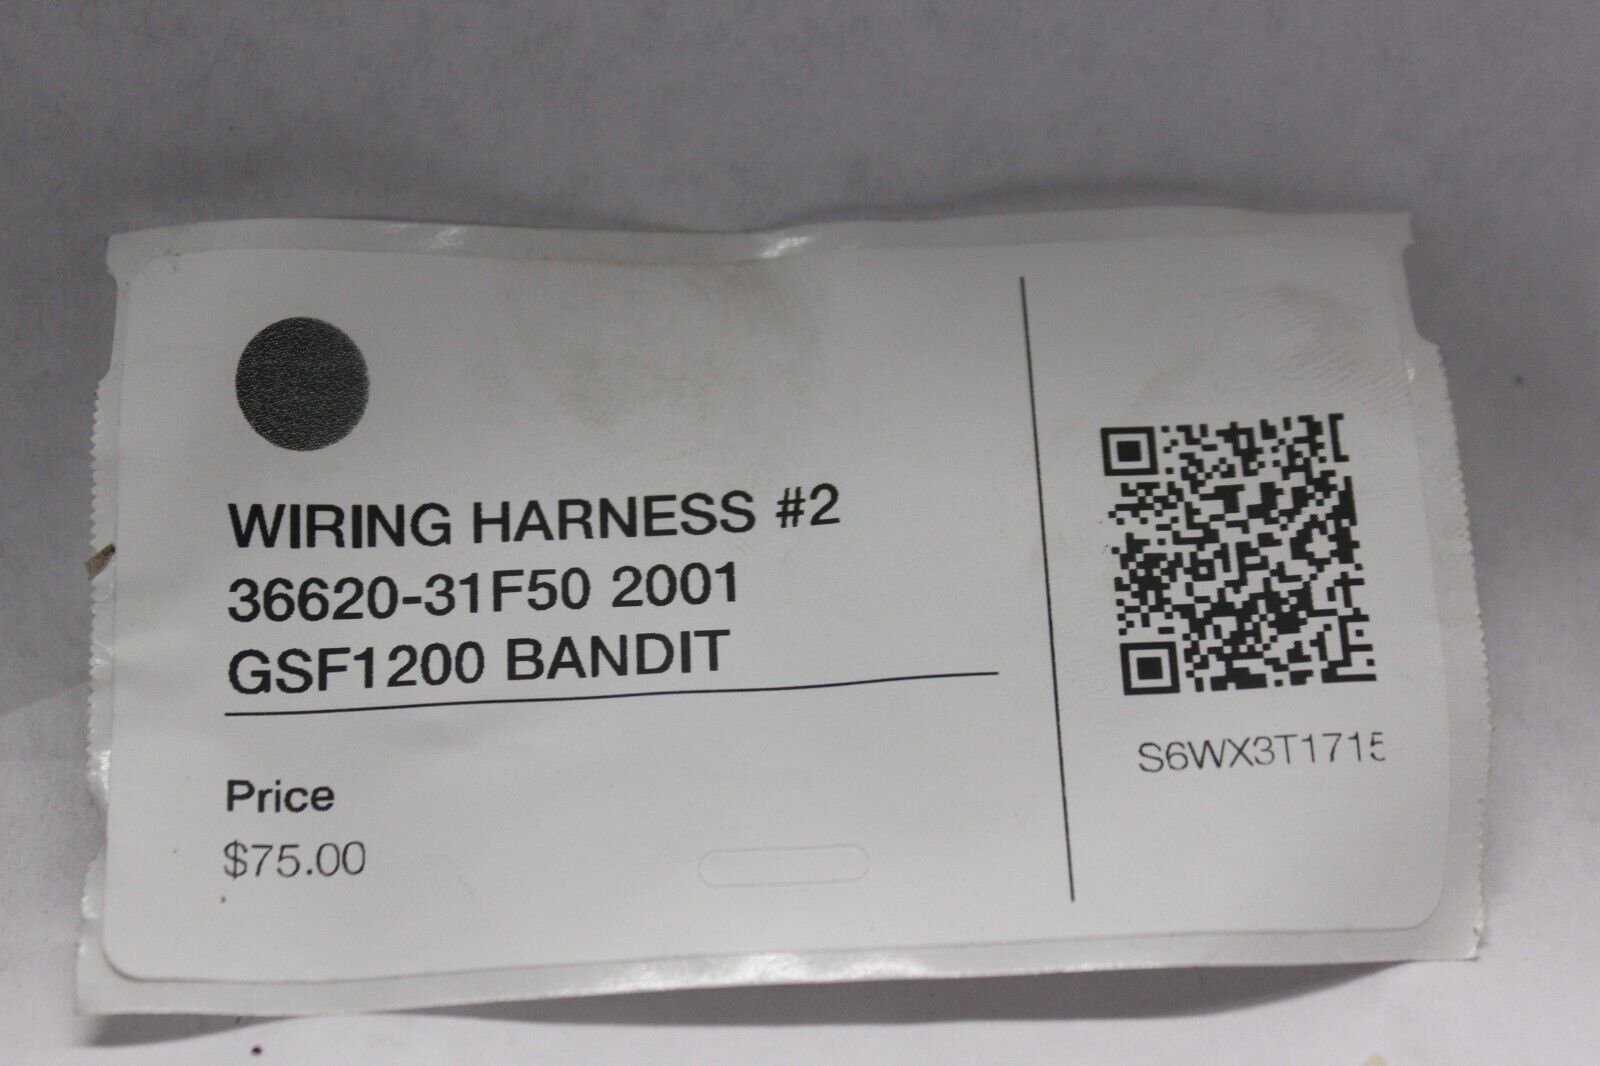 WIRING HARNESS #2
36620-31F50 2001
GSF1200 BANDIT
Price
$75.00
S6WX3T1715